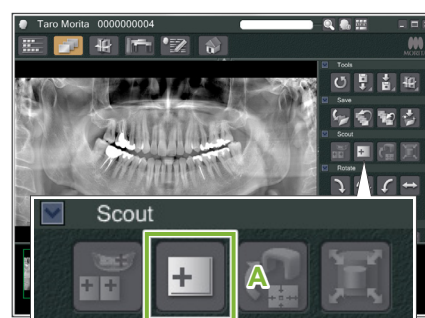 Taro Morita 0000000004
Tools
Save
Scout
Rotate
Scout
A